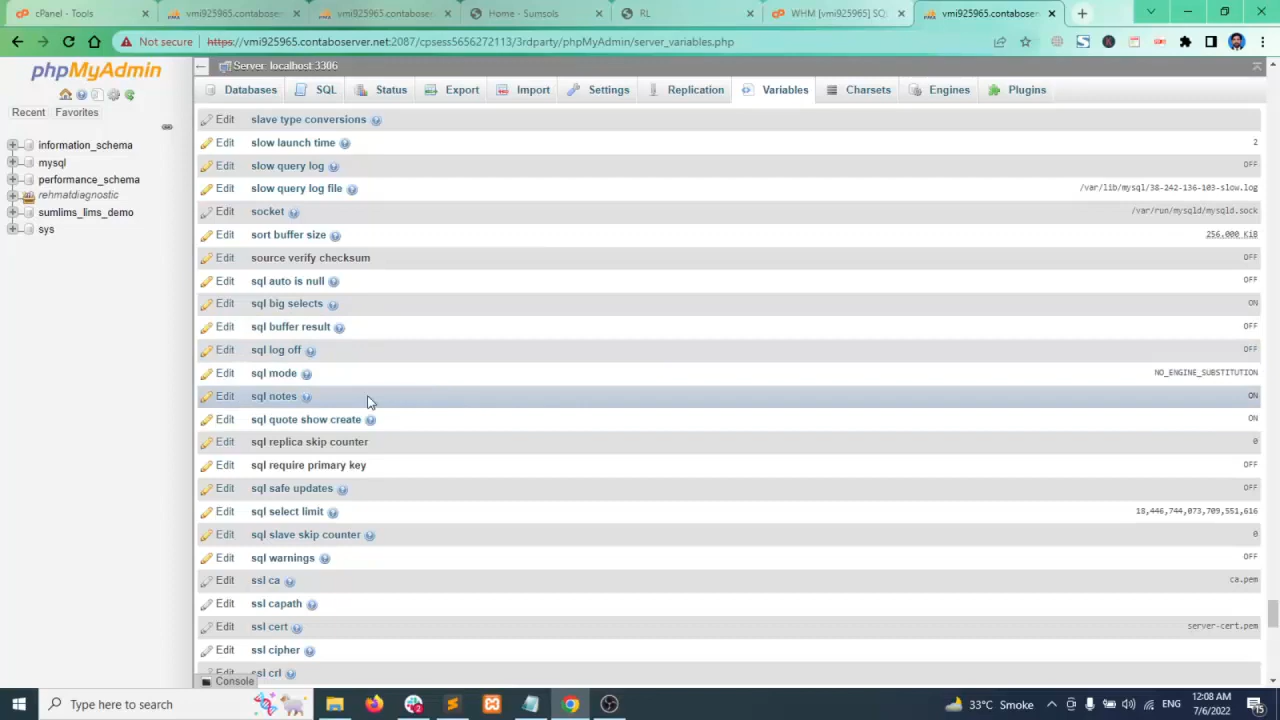 cPanel - Tools
vmi925965.contaboser
vmi925965.contaboser
Home - Sumsols
RL
WHM [vmi925965] SQ
vmi925965.contaboser
Not secure
https://vmi925965.contaboserver.net:2087/cpsess5656272113/3rdparty/phpMyAdmin/server_variables.php
phpMyAdmin
Recent Favorites
information_schema
mysql
performance_schema
rehmatdiagnostic
sumlims_lims_demo
sys
Server: localhost:3306
Databases SQL Status Export Import Settings Replication Variables Charsets Engines Plugins
Edit slave type conversions
Edit slow launch time 2
Edit slow query log OFF
Edit slow query log file /var/lib/mysql/38-242-136-103-slow.log
Edit socket /var/run/mysqld/mysqld.sock
Edit sort buffer size 256.000 KiB
Edit source verify checksum OFF
Edit sql auto is null OFF
Edit sql big selects ON
Edit sql buffer result OFF
Edit sql log off OFF
Edit sql mode NO_ENGINE_SUBSTITUTION
Edit sql notes ON
Edit sql quote show create ON
Edit sql replica skip counter 0
Edit sql require primary key OFF
Edit sql safe updates OFF
Edit sql select limit 18,446,744,073,709,551,616
Edit sql slave skip counter 0
Edit sql warnings OFF
Edit ssl ca ca.pem
Edit ssl capath
Edit ssl cert server-cert.pem
Edit ssl cipher
Edit ssl crl
Console
Type here to search
33°C Smoke
ENG
12:08 AM
7/6/2022
15